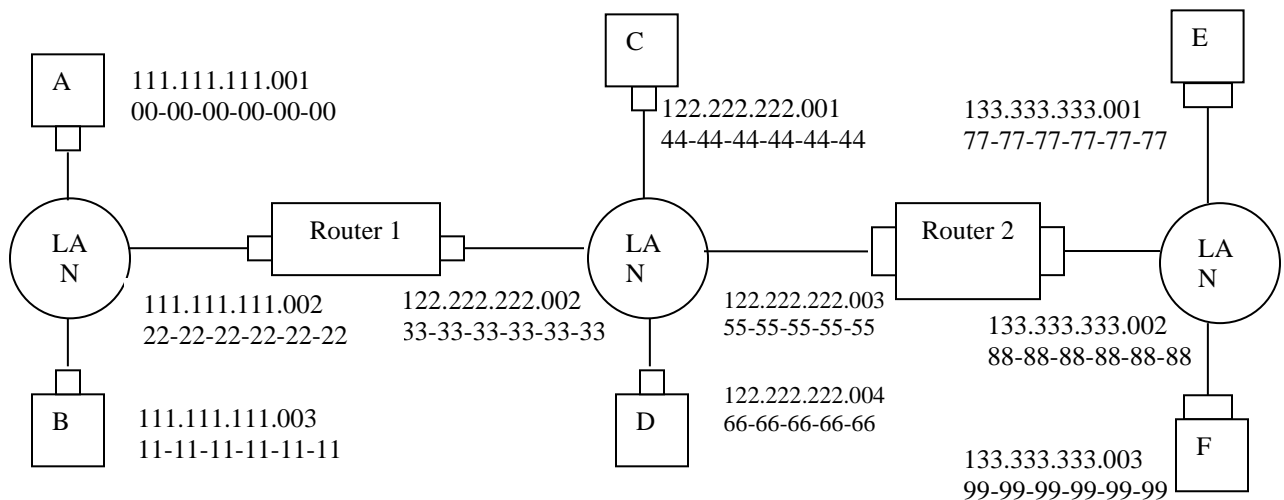 A
111.111.111.001
00-00-00-00-00-00
C
122.222.222.001
44-44-44-44-44-44
E
133.333.333.001
77-77-77-77-77-77
LA
N
Router 1
LA
N
Router 2
LA
N
111.111.111.002
22-22-22-22-22-22
122.222.222.002
33-33-33-33-33-33
122.222.222.003
55-55-55-55-55
133.333.333.002
88-88-88-88-88-88
B
111.111.111.003
11-11-11-11-11-11
D
122.222.222.004
66-66-66-66-66
F
133.333.333.003
99-99-99-99-99-99